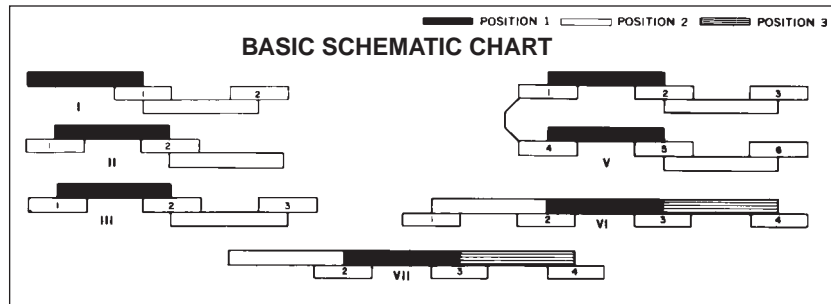 POSITION 1 POSITION 2 POSITION 3
BASIC SCHEMATIC CHART
1 2
I
1 2
II
1 2 3
III
1 2 3
4 5 6
V
1 2 3 4
VI
2 3 4
VII